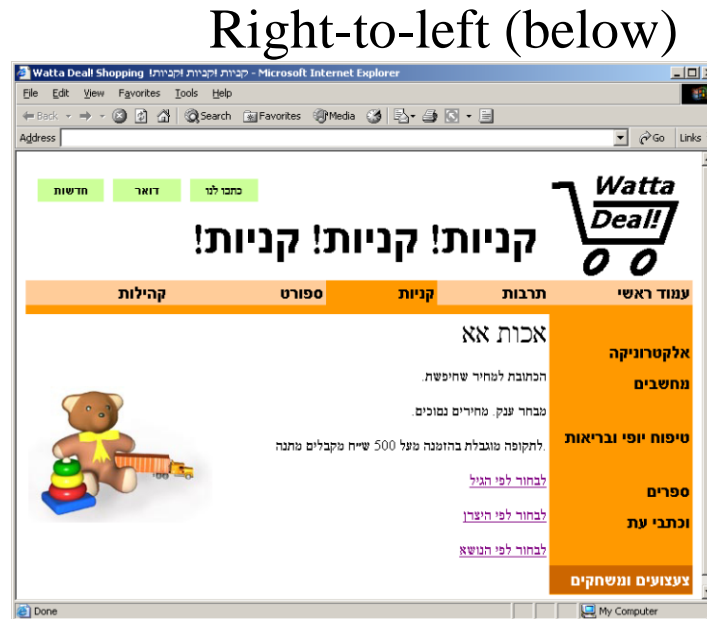 Right-to-left (below)
Watta Deal! Shopping קניות !קניות !קניות! - Microsoft Internet Explorer
File Edit View Favorites Tools Help
Back Search Favorites Media
Address Go Links
כתבו לנו דואר חדשות
Watta
Deal!
קניות! קניות! קניות!
עמוד ראשי תרבות קניות ספורט קהילות
אכות אא
הכתובת למחיר שחיפשת.
מבחר ענק. מחירים נמוכים.
לתקופה מוגבלת בהזמנה מעל 500 ש״ח מקבלים מתנה.
לבחור לפי הגיל
לבחור לפי היצרן
לבחור לפי הנושא
אלקטרוניקה
מחשבים
טיפוח יופי ובריאות
ספרים
וכתבי עת
צעצועים ומשחקים
Done My Computer